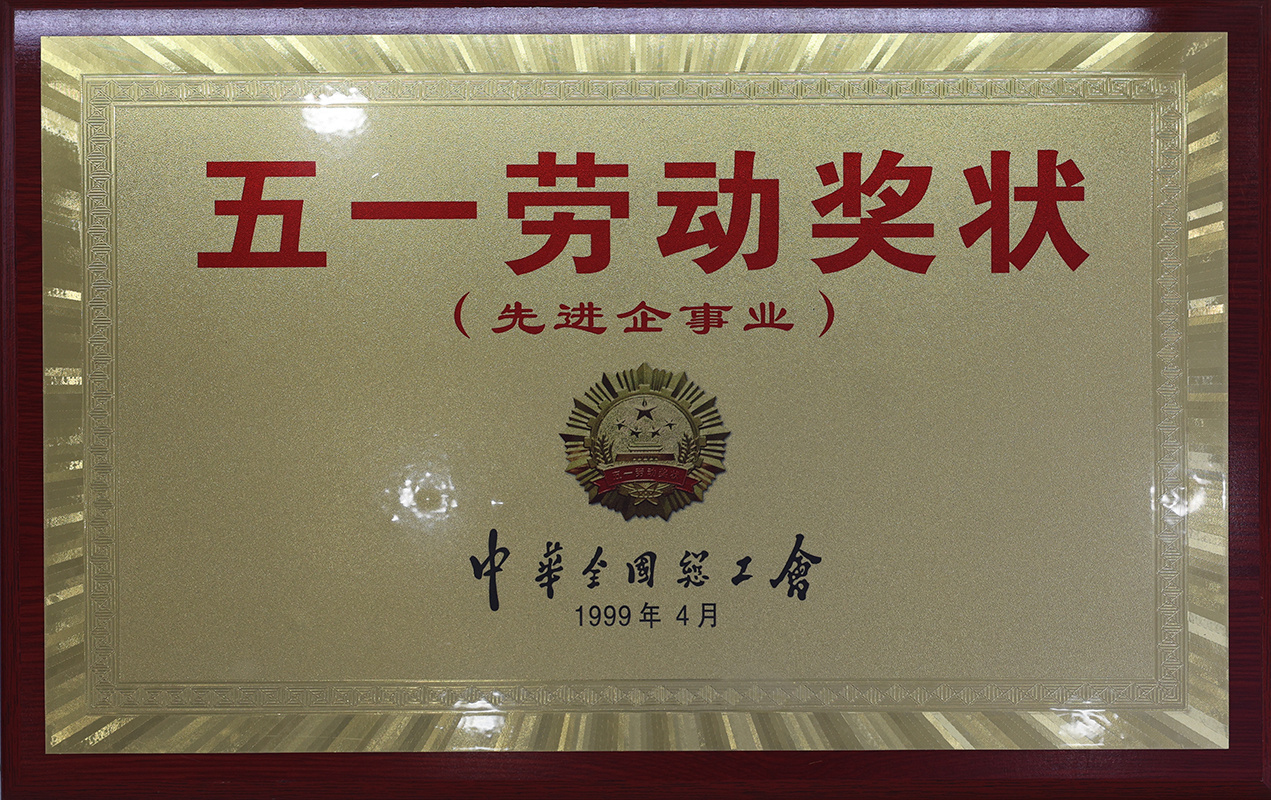 五一劳动奖状
（先进企事业）
五一劳动奖状
中華全国總工會
1999年4月